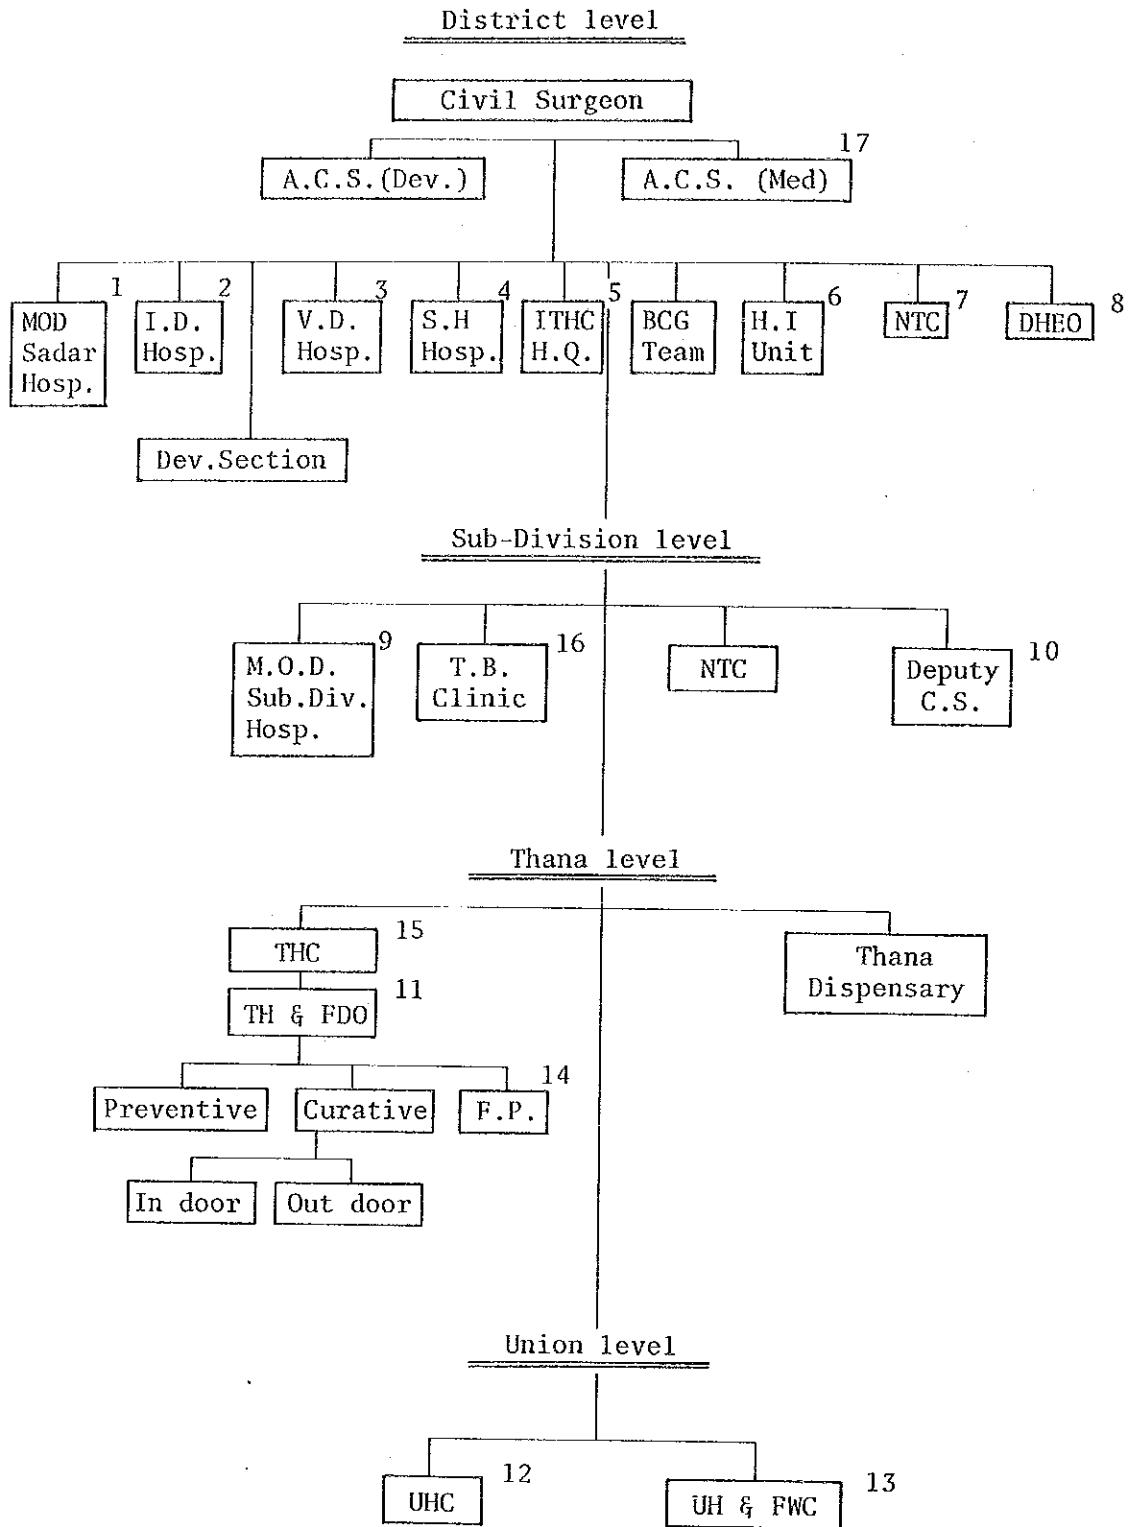 District level
Civil Surgeon
17
A.C.S.(Dev.)
A.C.S. (Med)
1
2
3
4
5
6
7
8
MOD
Sadar
Hosp.
I.D.
Hosp.
V.D.
Hosp.
S.H
Hosp.
ITHC
H.Q.
BCG
Team
H.I
Unit
NTC
DHEO
Dev.Section
Sub-Division level
9
16
10
M.O.D.
Sub.Div.
Hosp.
T.B.
Clinic
NTC
Deputy
C.S.
Thana level
15
THC
Thana
Dispensary
11
TH & FDO
14
Preventive
Curative
F.P.
In door
Out door
Union level
12
13
UHC
UH & FWC